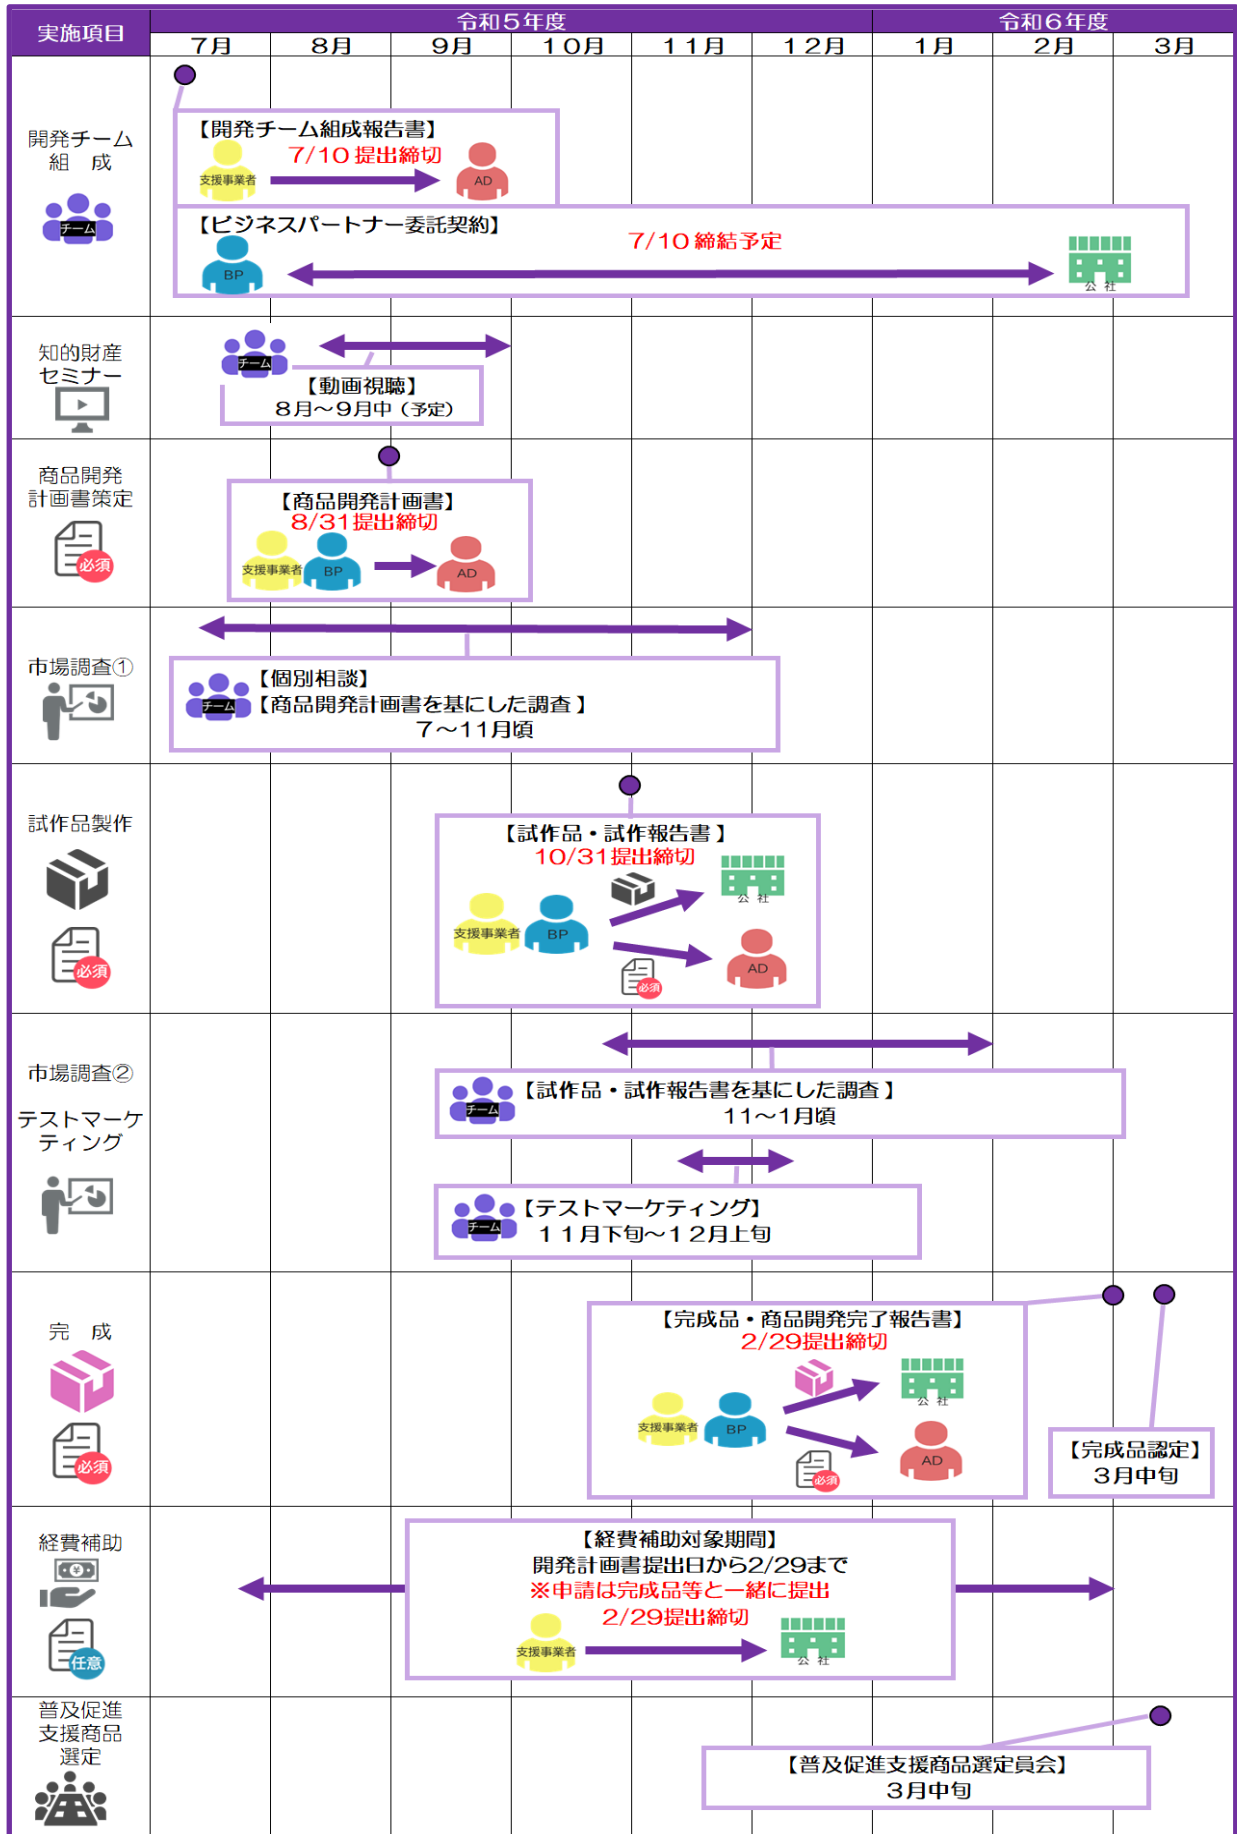 実施項目
令和５年度
令和６年度
７月
８月
９月
１０月
１１月
１２月
１月
２月
３月
開発チーム
組　成
チーム
【開発チーム組成報告書】
7/10 提出締切
支援事業者
AD
【ビジネスパートナー委託契約】
7/10 締結予定
BP
公 社
知的財産
セミナー
チーム
【動画視聴】
８月～９月中（予定）
商品開発
計画書策定
必須
【商品開発計画書】
8/31提出締切
支援事業者
BP
AD
市場調査①
【個別相談】
チーム
【商品開発計画書を基にした調査 】
７～11月頃
試作品製作
必須
【試作品・試作報告書 】
10/31提出締切
公 社
支援事業者
BP
AD
必須
市場調査②
テストマーケ
ティング
【試作品・試作報告書を基にした調査 】
チーム
11～１月頃
【テストマーケティング】
チーム
１１月下旬～１２月上旬
完　成
必須
【完成品・商品開発完了報告書】
2/29提出締切
公 社
支援事業者
BP
AD
必須
【完成品認定】
３月中旬
経費補助
任意
【経費補助対象期間】
開発計画書提出日から2/29まで
※申請は完成品等と一緒に提出
2/29提出締切
支援事業者
公 社
普及促進
支援商品
選定
【普及促進支援商品選定員会】
３月中旬